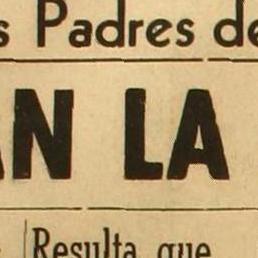 s Padres de
AN LA
Resulta que